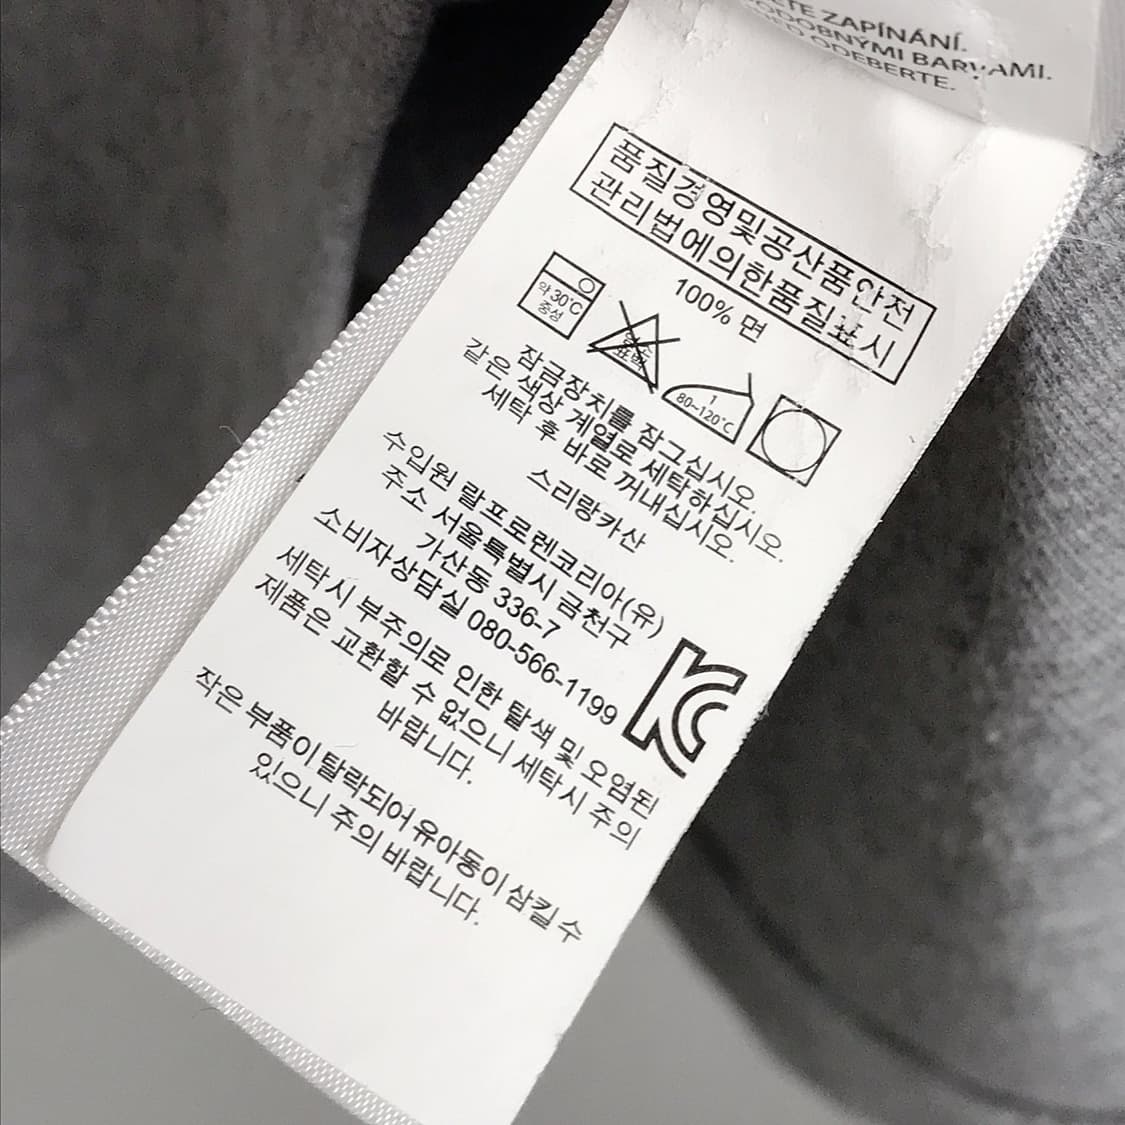 ZAPÍNÁNÍ.
BARVAMI.
ODEBERTE.
품질경영및공산품안전
관리법에의한품질표시
100% 면
약 30℃
중성
1
80~120℃
잠금장치를 잠그십시오.
같은 색상 계열로 세탁하십시오.
세탁 후 바로 꺼내십시오.
스리랑카산
수입원 랄프로렌코리아(유)
주소 서울특별시 금천구
가산동 336-7
소비자상담실 080-566-1199
KC
세탁시 부주의로 인한 탈색 및 오염된
제품은 교환할 수 없으니 세탁시 주의
바랍니다.
작은 부품이 탈락되어 유아동이 삼킬 수
있으니 주의 바랍니다.